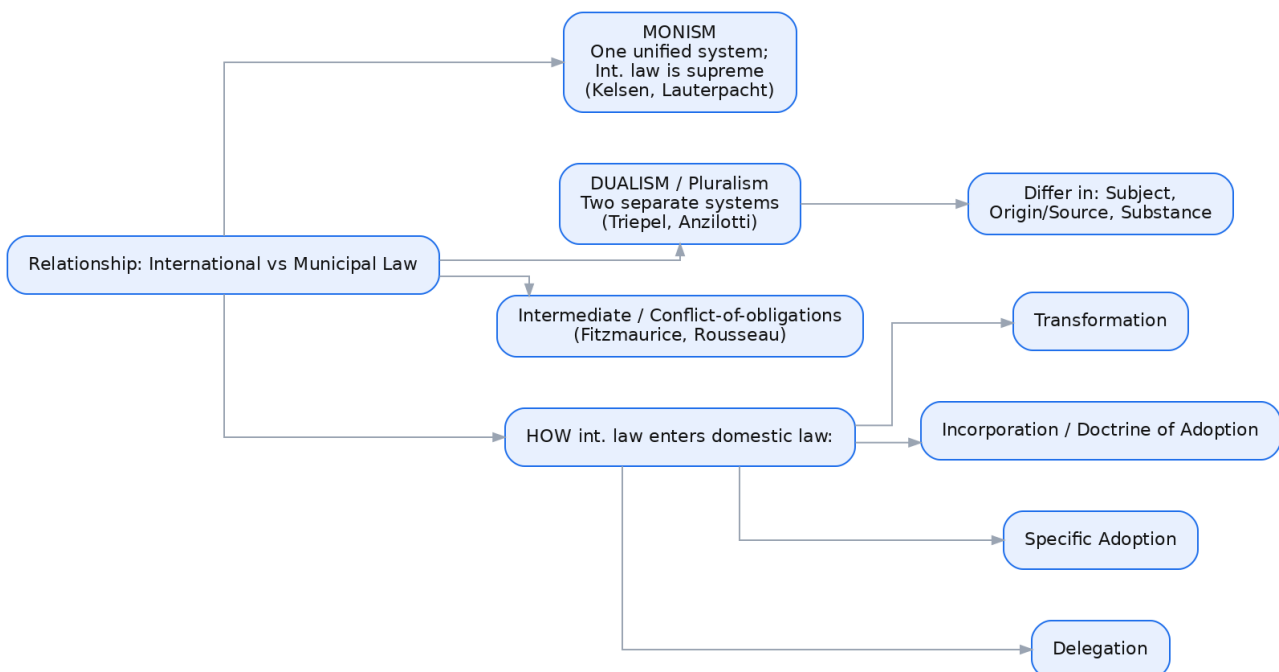 MONISM
One unified system;
Int. law is supreme
(Kelsen, Lauterpacht)
DUALISM / Pluralism
Two separate systems
(Triepel, Anzilotti)
Differ in: Subject,
Origin/Source, Substance
Relationship: International vs Municipal Law
Intermediate / Conflict-of-obligations
(Fitzmaurice, Rousseau)
Transformation
HOW int. law enters domestic law:
Incorporation / Doctrine of Adoption
Specific Adoption
Delegation